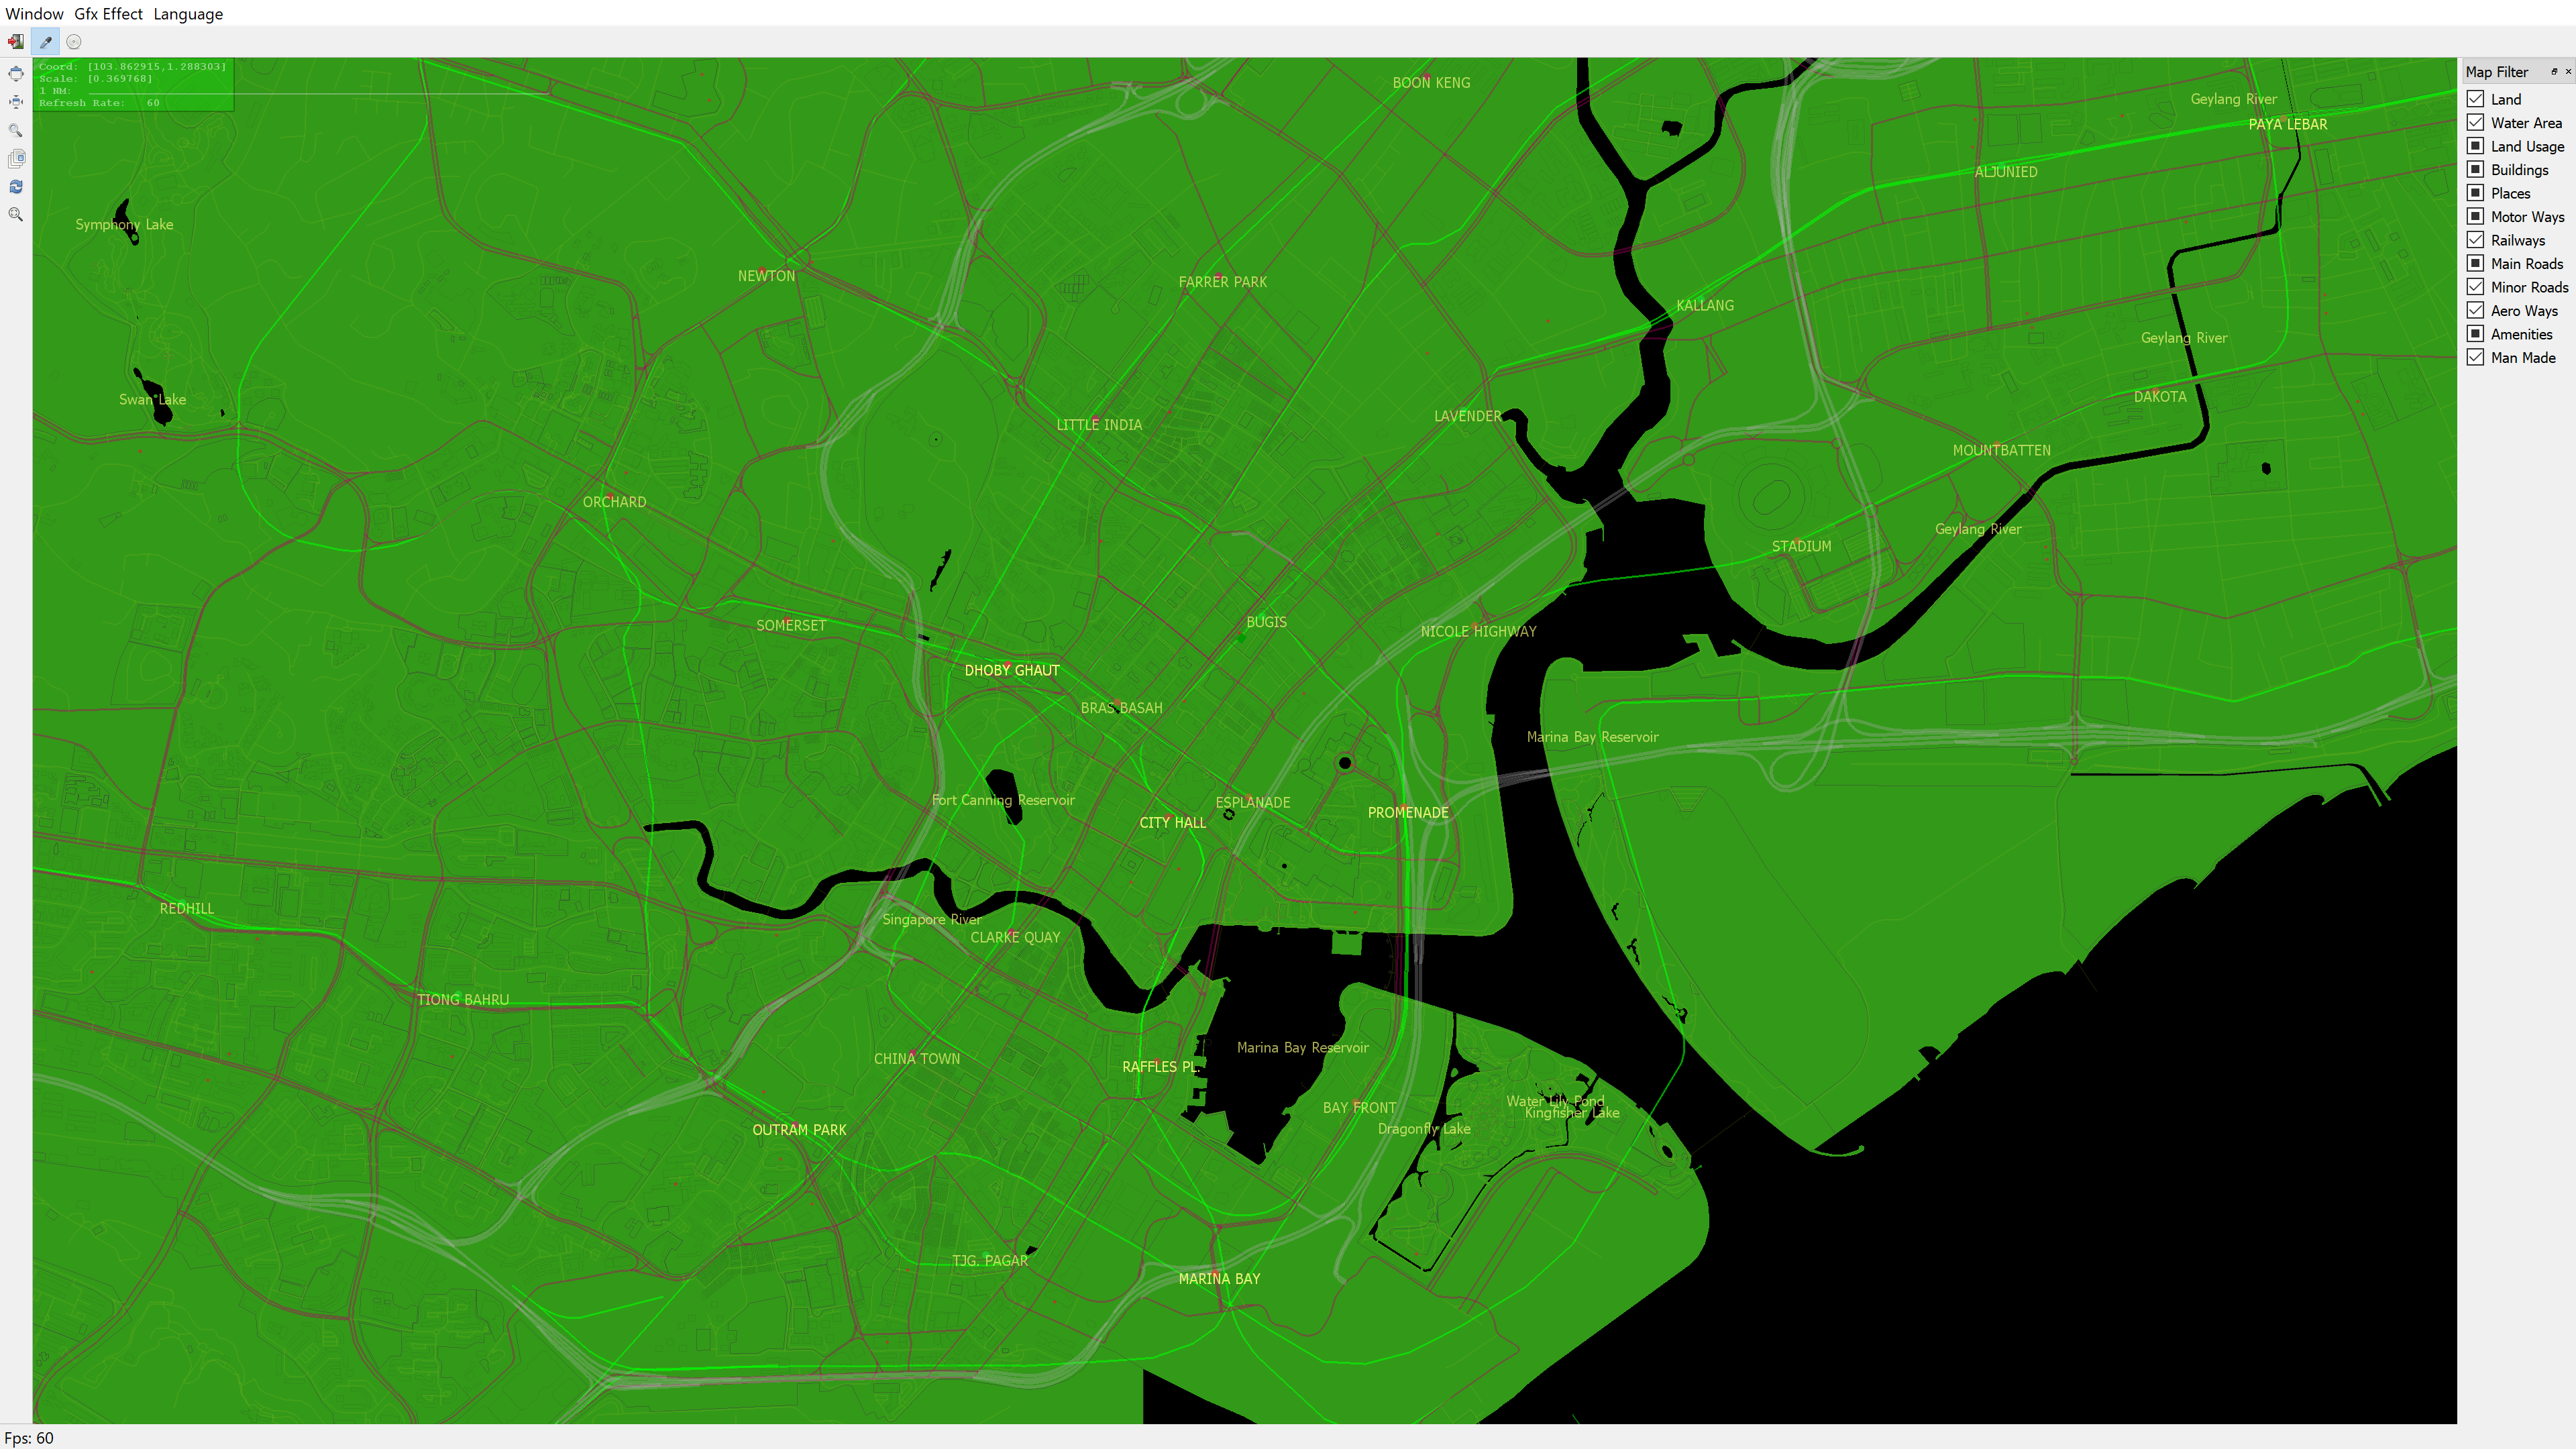 Window Gfx Effect Language
Coord: [103.862915,1.288303]
Scale: [0.369768]
1 NM:
Refresh Rate: 60
Map Filter
Land
Water Area
Land Usage
Buildings
Places
Motor Ways
Railways
Main Roads
Minor Roads
Aero Ways
Amenities
Man Made
BOON KENG
Geylang River
PAYA LEBAR
ALJUNIED
Symphony Lake
NEWTON
FARRER PARK
KALLANG
Geylang River
Swan Lake
DAKOTA
LITTLE INDIA
LAVENDER
MOUNTBATTEN
ORCHARD
Geylang River
STADIUM
SOMERSET
BUGIS
NICOLE HIGHWAY
DHOBY GHAUT
BRAS BASAH
Marina Bay Reservoir
Fort Canning Reservoir
ESPLANADE
PROMENADE
CITY HALL
REDHILL
Singapore River
CLARKE QUAY
TIONG BAHRU
Marina Bay Reservoir
CHINA TOWN
RAFFLES PL.
Water Lily Pond
BAY FRONT
Kingfisher Lake
OUTRAM PARK
Dragonfly Lake
TJG. PAGAR
MARINA BAY
Fps: 60